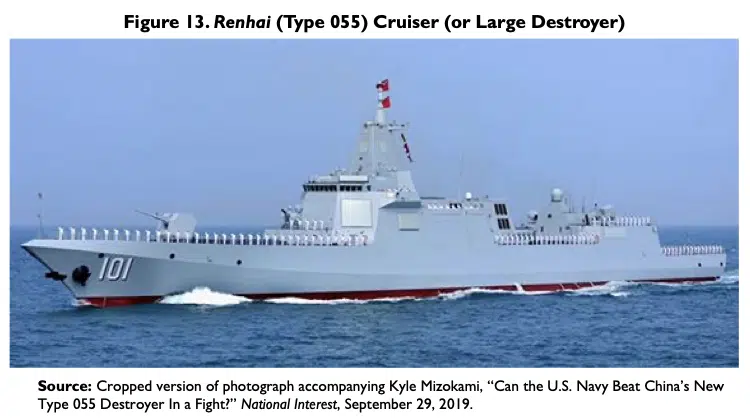 Figure 13. Renhai (Type 055) Cruiser (or Large Destroyer)
101
Source: Cropped version of photograph accompanying Kyle Mizokami, “Can the U.S. Navy Beat China’s New
Type 055 Destroyer In a Fight?” National Interest, September 29, 2019.